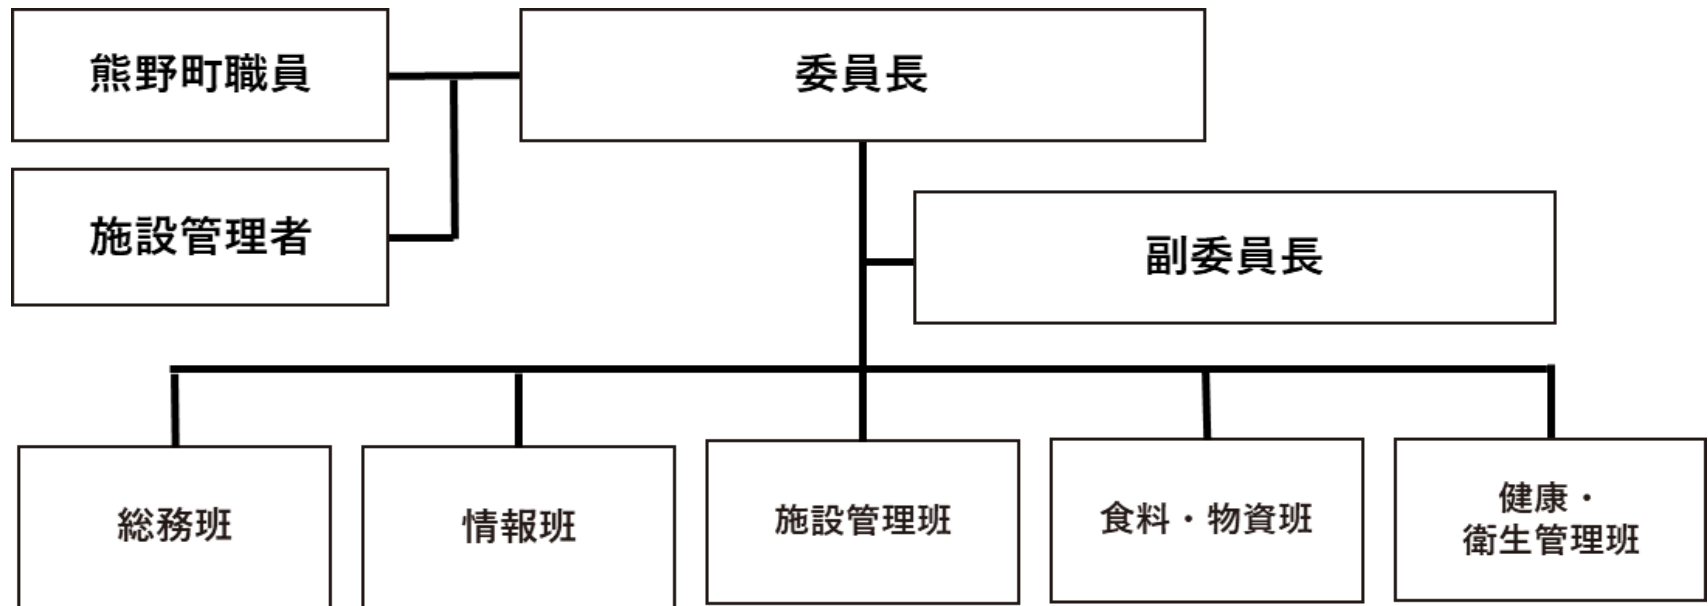 熊野町職員
委員長
施設管理者
副委員長
総務班
情報班
施設管理班
食料・物資班
健康・
衛生管理班